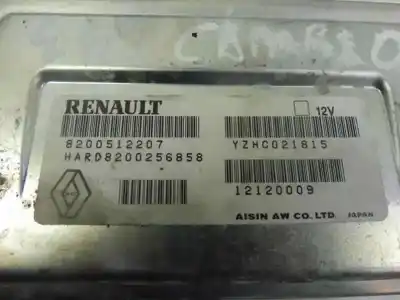 CAMBIO
RENAULT
12V
8200512207
YZHC021815
HARD8200256858
12120009
AISIN AW CO.,LTD. JAPAN